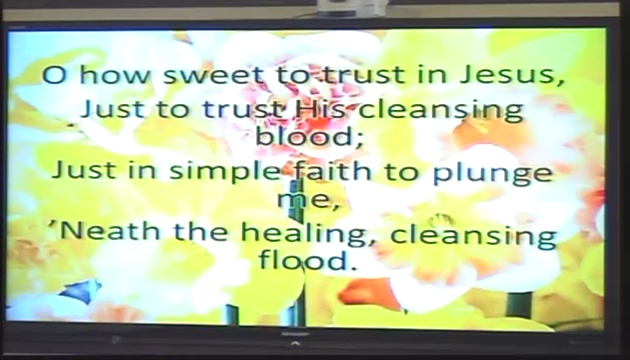 O how sweet to trust in Jesus,
Just to trust His cleansing
blood;
Just in simple faith to plunge
me,
'Neath the healing, cleansing
flood.